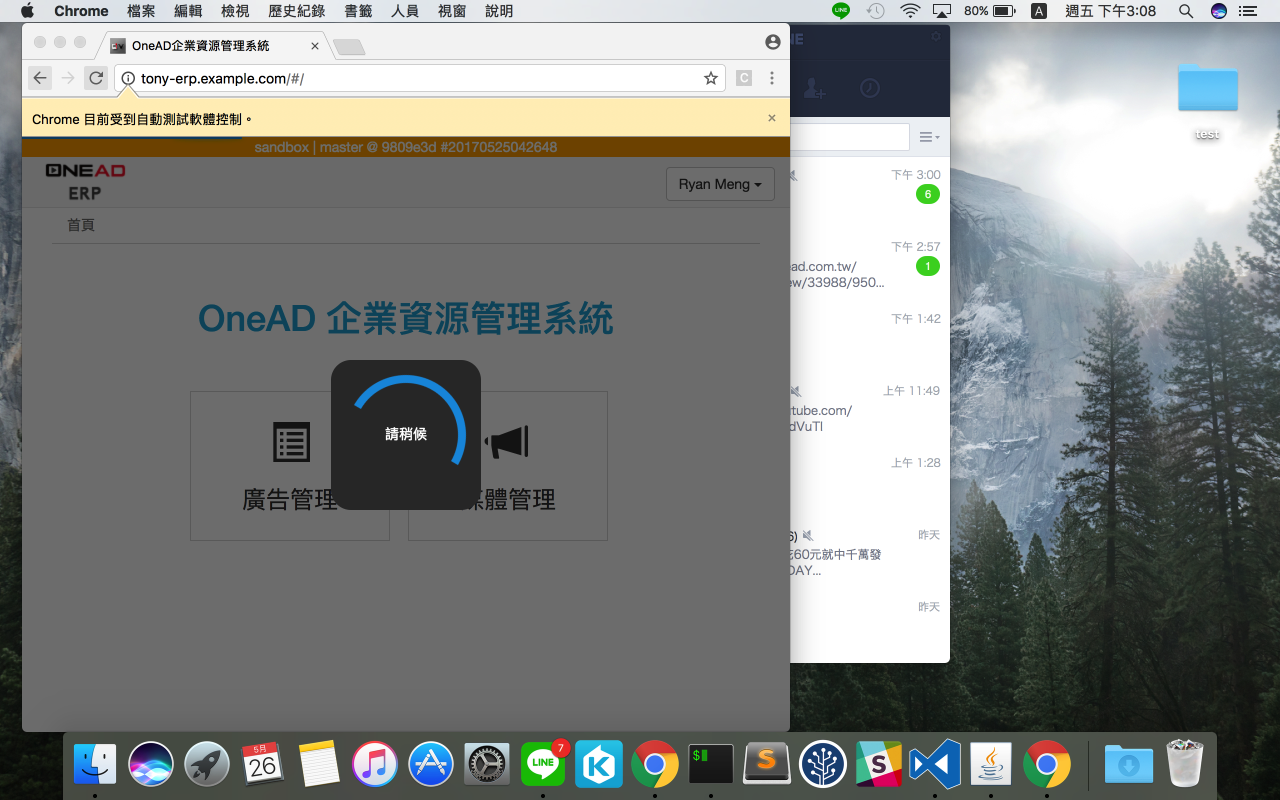 Chrome 檔案 編輯 檢視 歷史紀錄 書籤 人員 視窗 說明
LINE 80% A 週五 下午3:08
OneAD企業資源管理系統
tony-erp.example.com/#/
C
Chrome 目前受到自動測試軟體控制。
sandbox | master @ 9809e3d #20170525042648
ONEAD
ERP
Ryan Meng
首頁
OneAD 企業資源管理系統
請稍候
廣告管理
媒體管理
NE
下午 3:00
6
下午 2:57
ead.com.tw/
1
ew/33988/950...
下午 1:42
上午 11:49
utube.com/
dVuTI
上午 1:28
6)
昨天
花60元就中千萬發
DAY...
昨天
test
5月
26
LINE
7
$
S
S